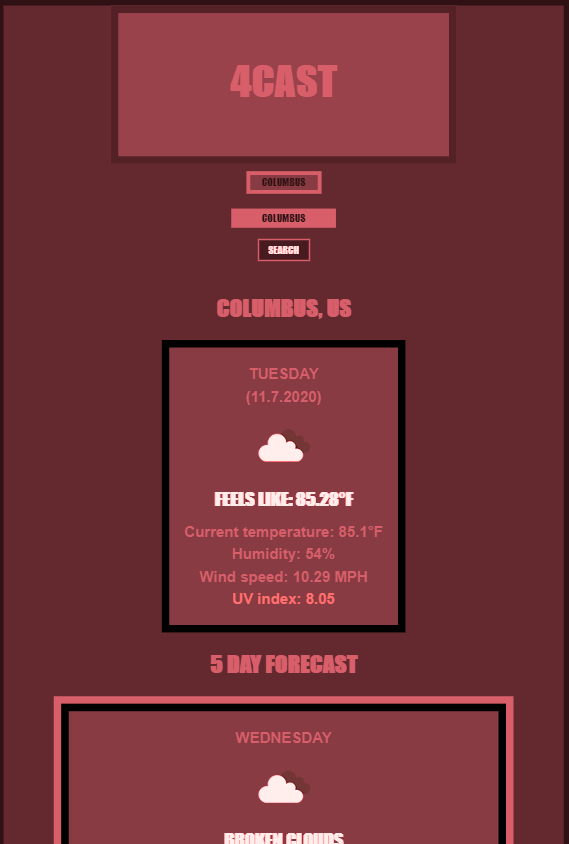 4CAST
COLUMBUS
COLUMBUS
SEARCH
COLUMBUS, US
TUESDAY
(11.7.2020)
FEELS LIKE: 85.28°F
Current temperature: 85.1°F
Humidity: 54%
Wind speed: 10.29 MPH
UV index: 8.05
5 DAY FORECAST
WEDNESDAY
BROKEN CLOUDS